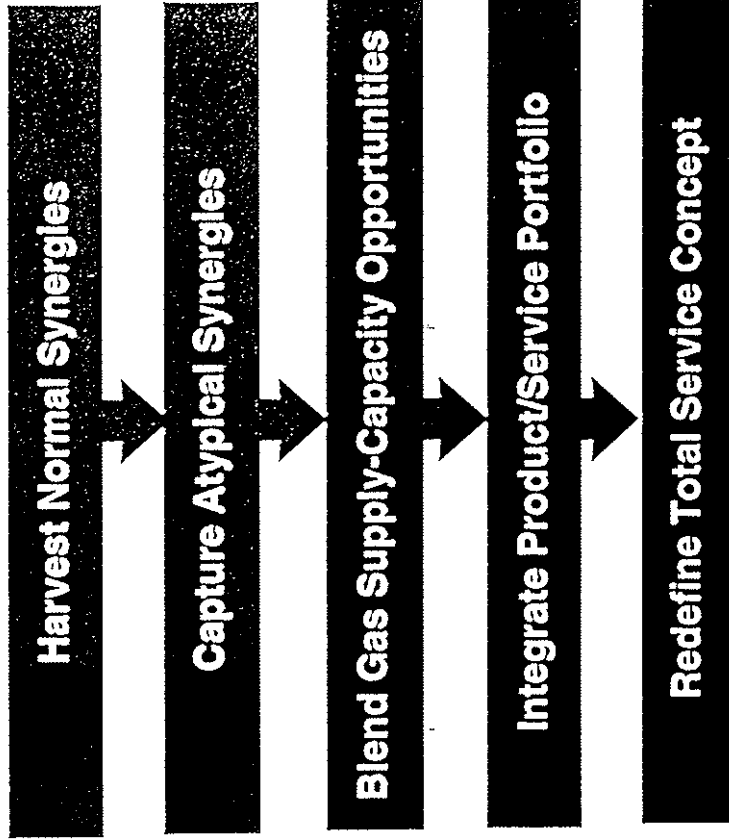 Harvest Normal Synergies
Capture Atypical Synergies
Blend Gas Supply-Capacity Opportunities
Integrate Product/Service Portfolio
Redefine Total Service Concept